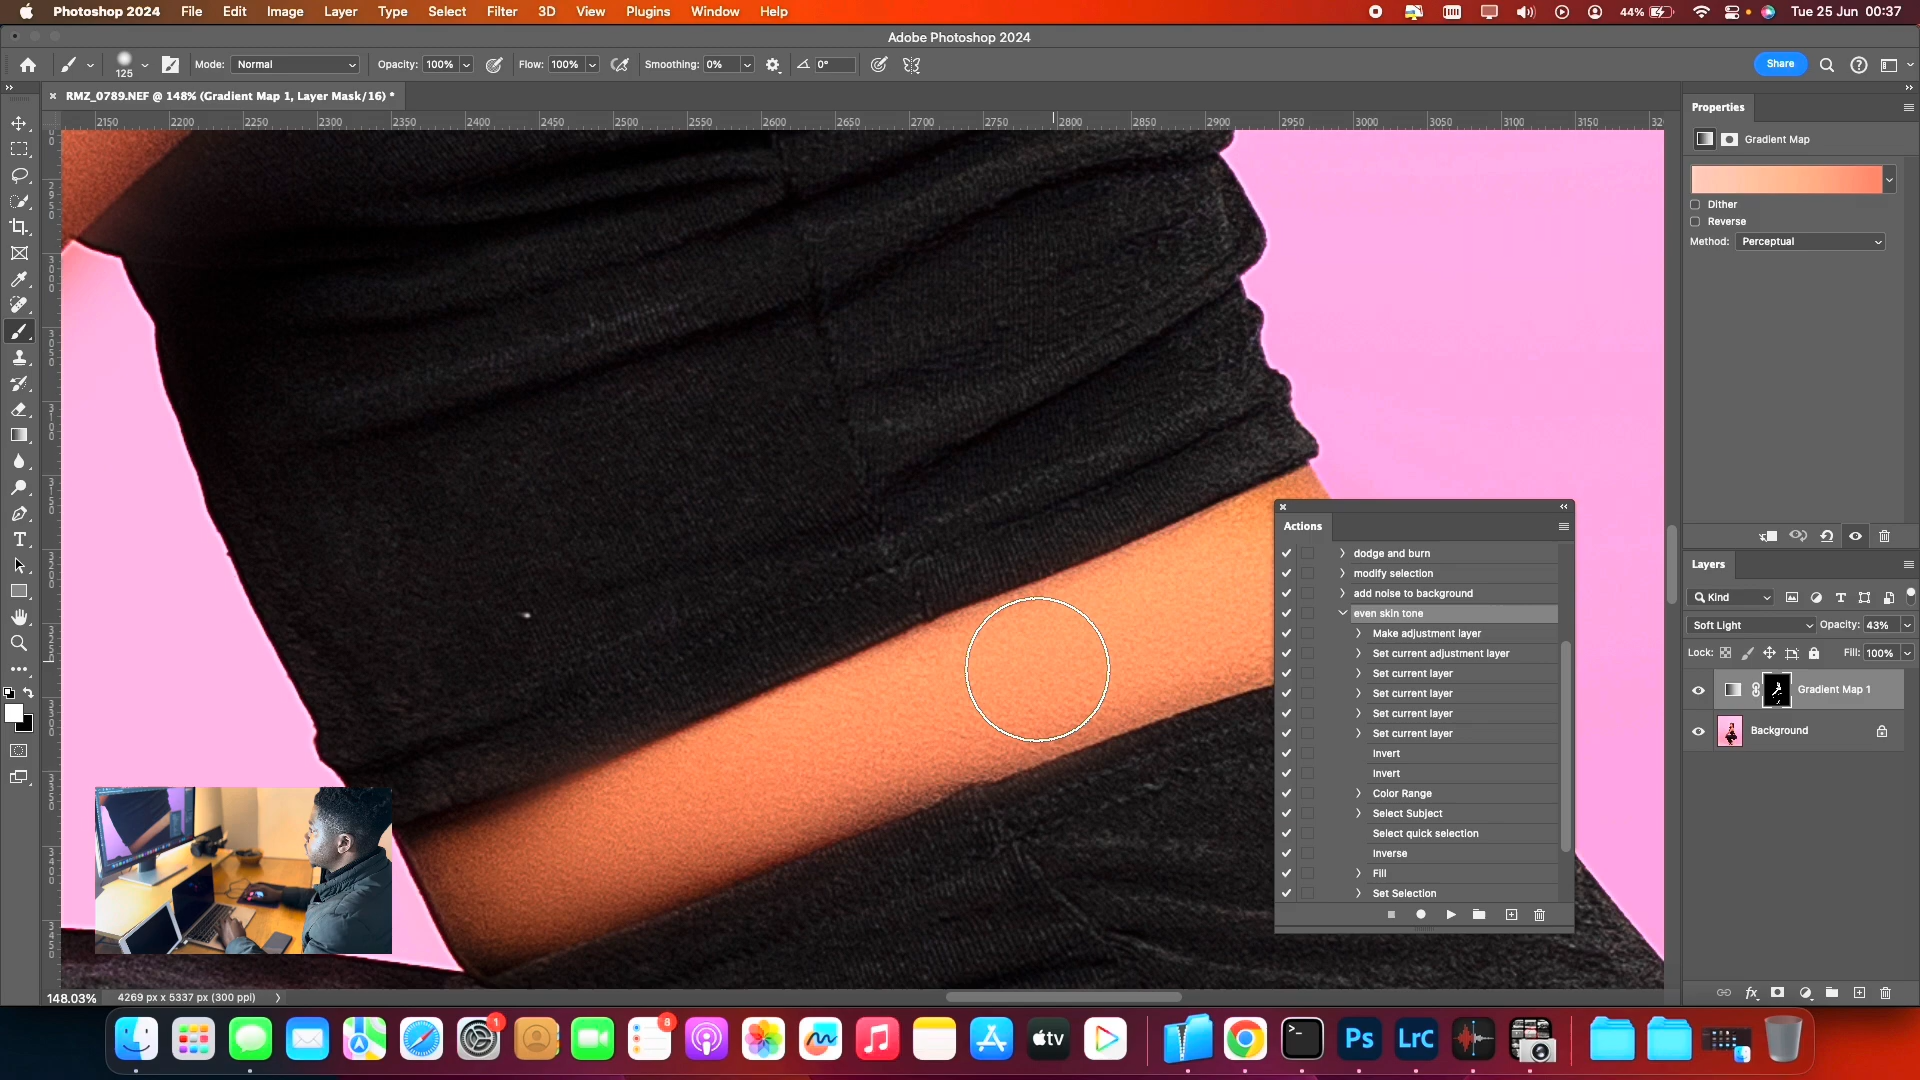 Photoshop 2024 File Edit Image Layer Type Select Filter 3D View Plugins Window Help 44% Tue 25 Jun 00:37
Adobe Photoshop 2024
125 Mode: Normal Opacity: 100% Flow: 100% Smoothing: 0% 0° Share
RMZ_0789.NEF @ 148% (Gradient Map 1, Layer Mask/16) *
2150 2200 2250 2300 2350 2400 2450 2500 2550 2600 2650 2700 2750 2800 2850 2900 2950 3000 3050 3100 3150
Properties
Gradient Map
Dither
Reverse
Method: Perceptual
Actions
dodge and burn
modify selection
add noise to background
even skin tone
Make adjustment layer
Set current adjustment layer
Set current layer
Set current layer
Set current layer
Set current layer
Invert
Invert
Color Range
Select Subject
Select quick selection
Inverse
Fill
Set Selection
Layers
Kind
Soft Light Opacity: 43%
Lock: Fill: 100%
Gradient Map 1
Background
148.03% 4269 px x 5337 px (300 ppi)
1 8 tv Ps LrC